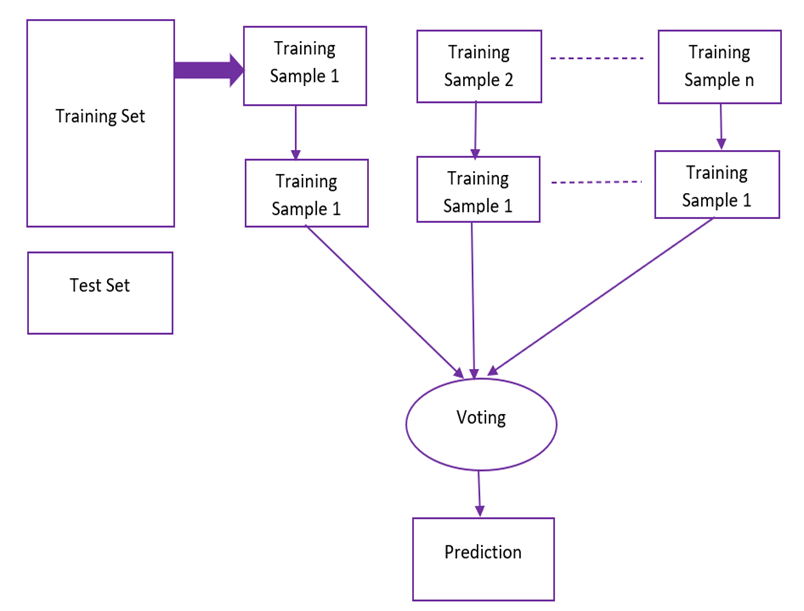 Training Set
Training
Sample 1
Training
Sample 2
Training
Sample n
Training
Sample 1
Training
Sample 1
Training
Sample 1
Test Set
Voting
Prediction